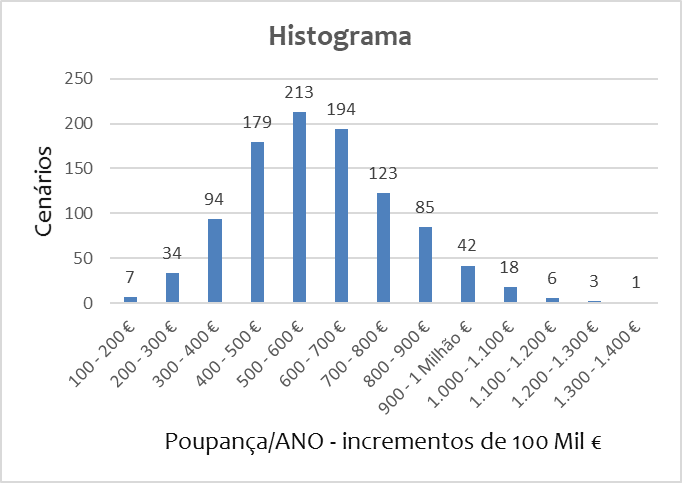 Histograma
250
200
150
100
50
0
Cenários
7
34
94
179
213
194
123
85
42
18
6
3
1
100 - 200 €
200 - 300 €
300 - 400 €
400 - 500 €
500 - 600 €
600 - 700 €
700 - 800 €
800 - 900 €
900 - 1 Milhão €
1.000 - 1.100 €
1.100 - 1.200 €
1.200 - 1.300 €
1.300 - 1.400 €
Poupança/ANO - incrementos de 100 Mil €